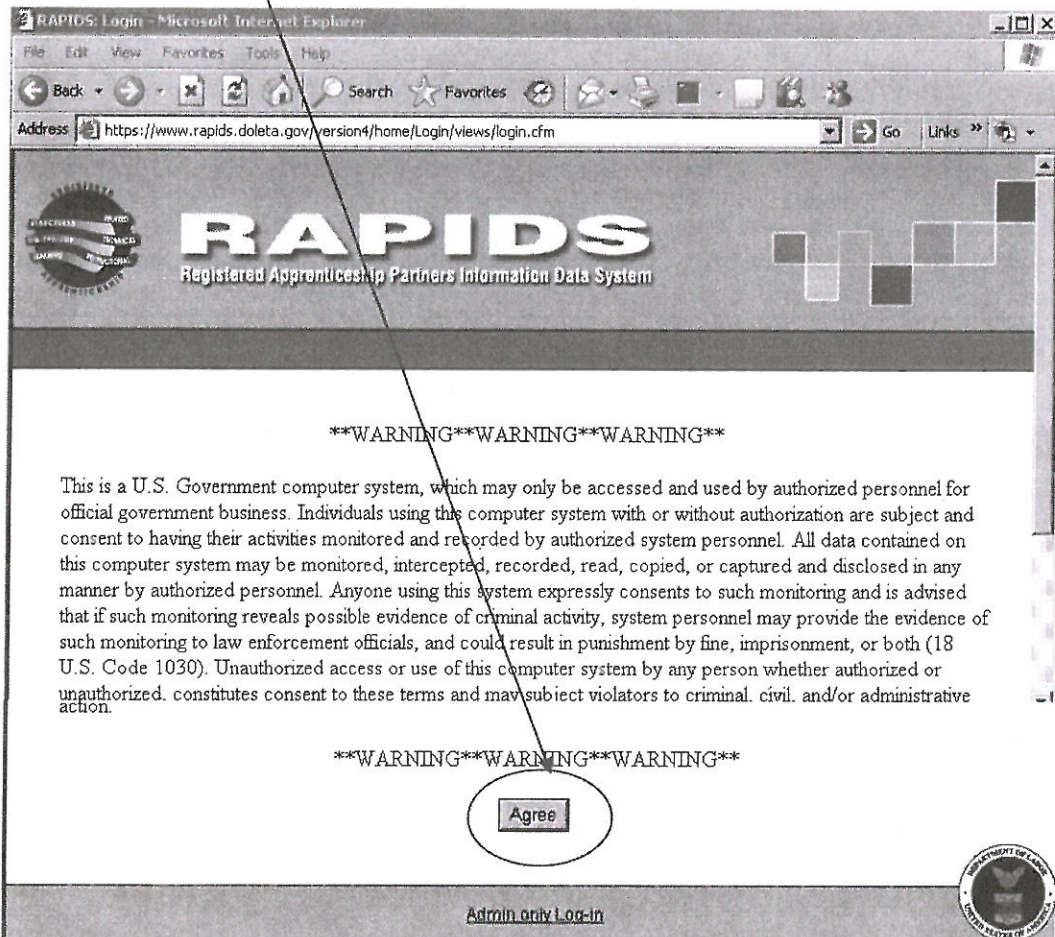 RAPIDS: Login - Microsoft Internet Explorer
File Edit View Favorites Tools Help
Back Search Favorites
Address https://www.rapids.doleta.gov/version4/home/Login/views/login.cfm Go Links »
RAPIDS
Registered Apprenticeship Partners Information Data System
**WARNING**WARNING**WARNING**
This is a U.S. Government computer system, which may only be accessed and used by authorized personnel for
official government business. Individuals using this computer system with or without authorization are subject and
consent to having their activities monitored and recorded by authorized system personnel. All data contained on
this computer system may be monitored, intercepted, recorded, read, copied, or captured and disclosed in any
manner by authorized personnel. Anyone using this system expressly consents to such monitoring and is advised
that if such monitoring reveals possible evidence of criminal activity, system personnel may provide the evidence of
such monitoring to law enforcement officials, and could result in punishment by fine, imprisonment, or both (18
U.S. Code 1030). Unauthorized access or use of this computer system by any person whether authorized or
unauthorized, constitutes consent to these terms and may subject violators to criminal, civil, and/or administrative
action.
**WARNING**WARNING**WARNING**
Agree
Admin only Log-in
DEPARTMENT OF LABOR
UNITED STATES OF AMERICA